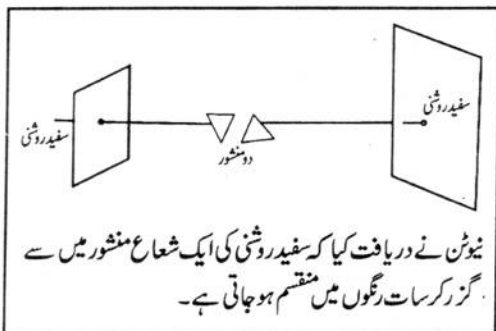 سفید روشنی
سفید روشنی
دو منشور
نیوٹن نے دریافت کیا کہ سفید روشنی کی ایک شعاع منشور میں سے
گزر کر سات رنگوں میں منقسم ہو جاتی ہے۔